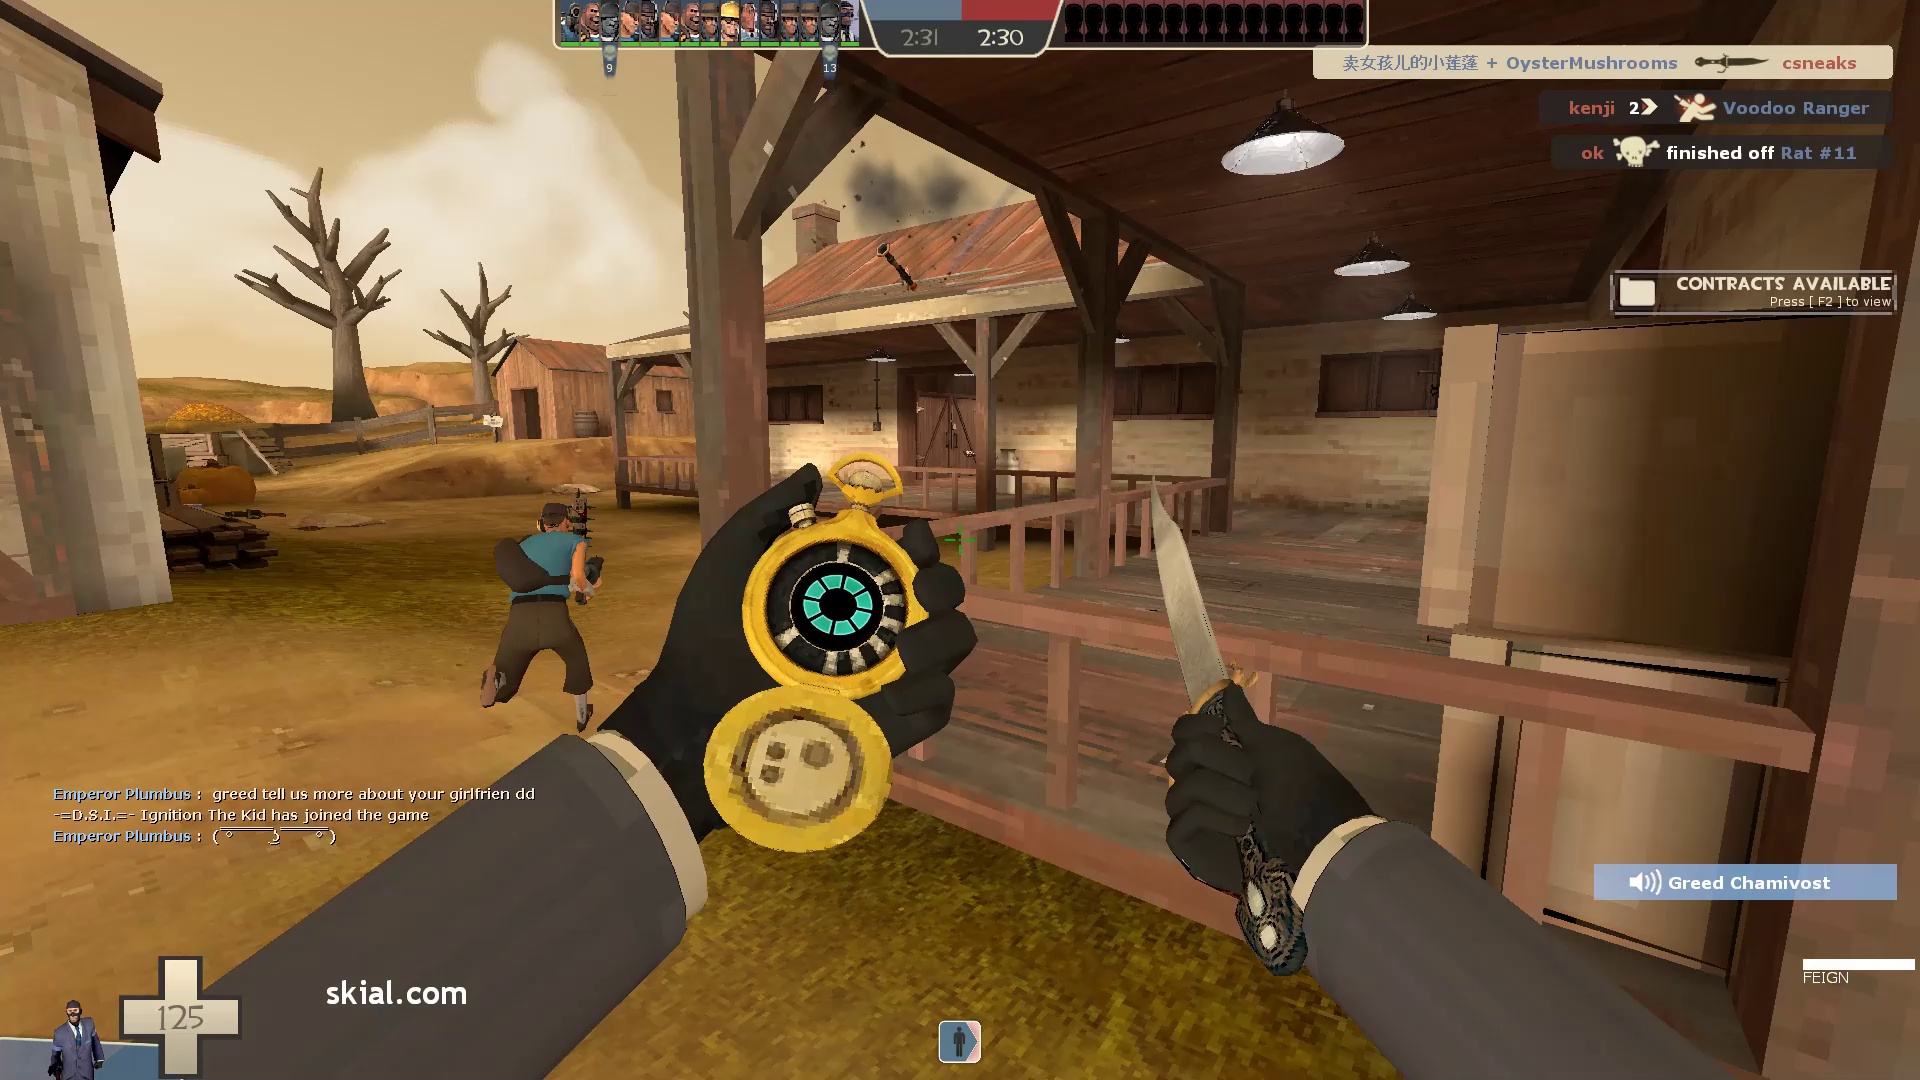 2:31 2:30
9
13
卖女孩儿的小莲蓬 + OysterMushrooms csneaks
kenji 2 Voodoo Ranger
ok finished off Rat #11
CONTRACTS AVAILABLE
Press [ F2 ] to view
Emperor Plumbus : greed tell us more about your girlfrien dd
-=D.S.I.=- Ignition The Kid has joined the game
Emperor Plumbus : ( ͡° ͜ʖ ͡°)
Greed Chamivost
FEIGN
skial.com
125